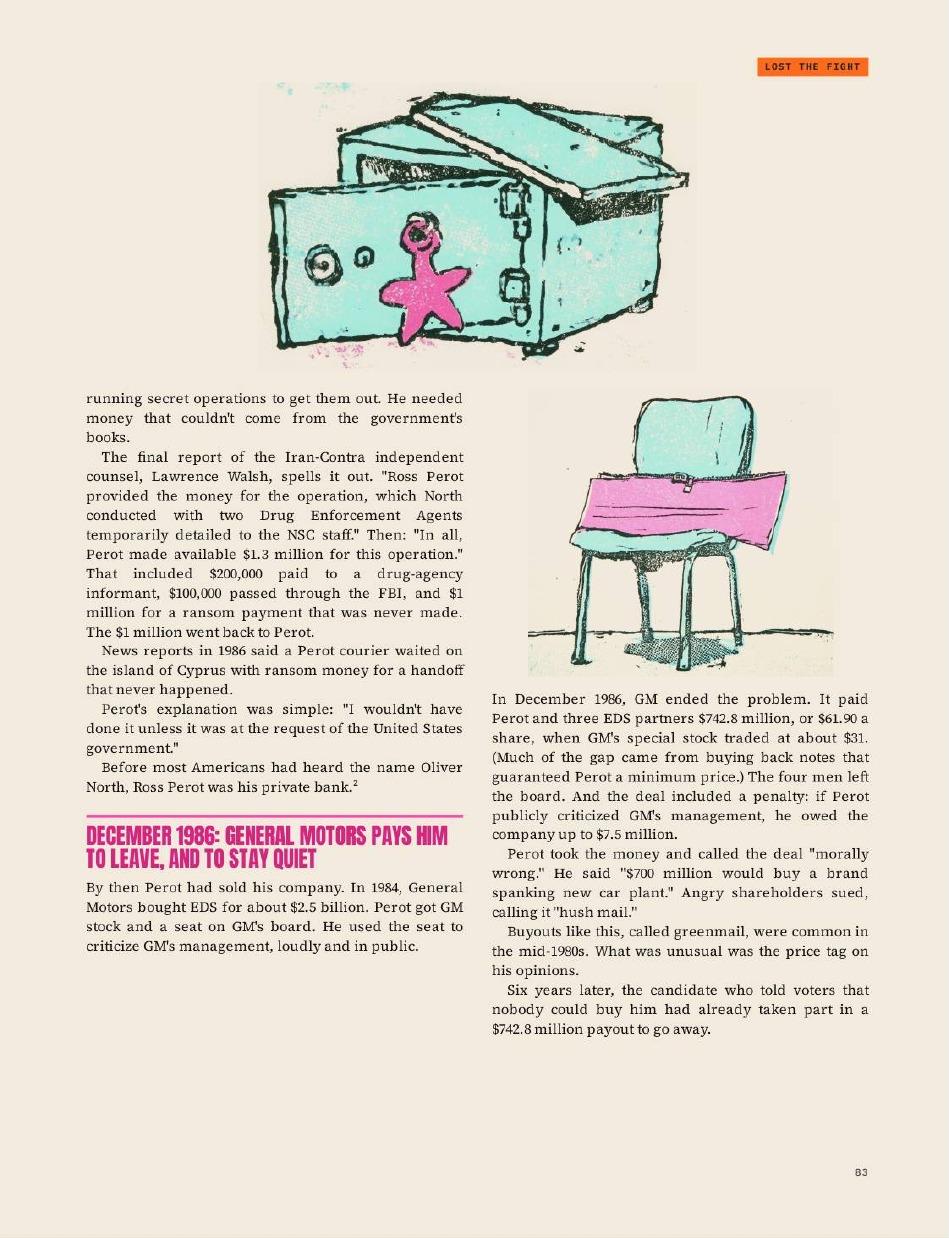 LOST THE FIGHT
running secret operations to get them out. He needed
money that couldn't come from the government's
books.
The final report of the Iran-Contra independent
counsel, Lawrence Walsh, spells it out. "Ross Perot
provided the money for the operation, which North
conducted with two Drug Enforcement Agents
temporarily detailed to the NSC staff." Then: "In all,
Perot made available $1.3 million for this operation."
That included $200,000 paid to a drug-agency
informant, $100,000 passed through the FBI, and $1
million for a ransom payment that was never made.
The $1 million went back to Perot.
News reports in 1986 said a Perot courier waited on
the island of Cyprus with ransom money for a handoff
that never happened.
Perot's explanation was simple: "I wouldn't have
done it unless it was at the request of the United States
government."
Before most Americans had heard the name Oliver
North, Ross Perot was his private bank.²
DECEMBER 1986: GENERAL MOTORS PAYS HIM
TO LEAVE, AND TO STAY QUIET
By then Perot had sold his company. In 1984, General
Motors bought EDS for about $2.5 billion. Perot got GM
stock and a seat on GM's board. He used the seat to
criticize GM's management, loudly and in public.
In December 1986, GM ended the problem. It paid
Perot and three EDS partners $742.8 million, or $61.90 a
share, when GM's special stock traded at about $31.
(Much of the gap came from buying back notes that
guaranteed Perot a minimum price.) The four men left
the board. And the deal included a penalty: if Perot
publicly criticized GM's management, he owed the
company up to $7.5 million.
Perot took the money and called the deal "morally
wrong." He said "$700 million would buy a brand
spanking new car plant." Angry shareholders sued,
calling it "hush mail."
Buyouts like this, called greenmail, were common in
the mid-1980s. What was unusual was the price tag on
his opinions.
Six years later, the candidate who told voters that
nobody could buy him had already taken part in a
$742.8 million payout to go away.
83